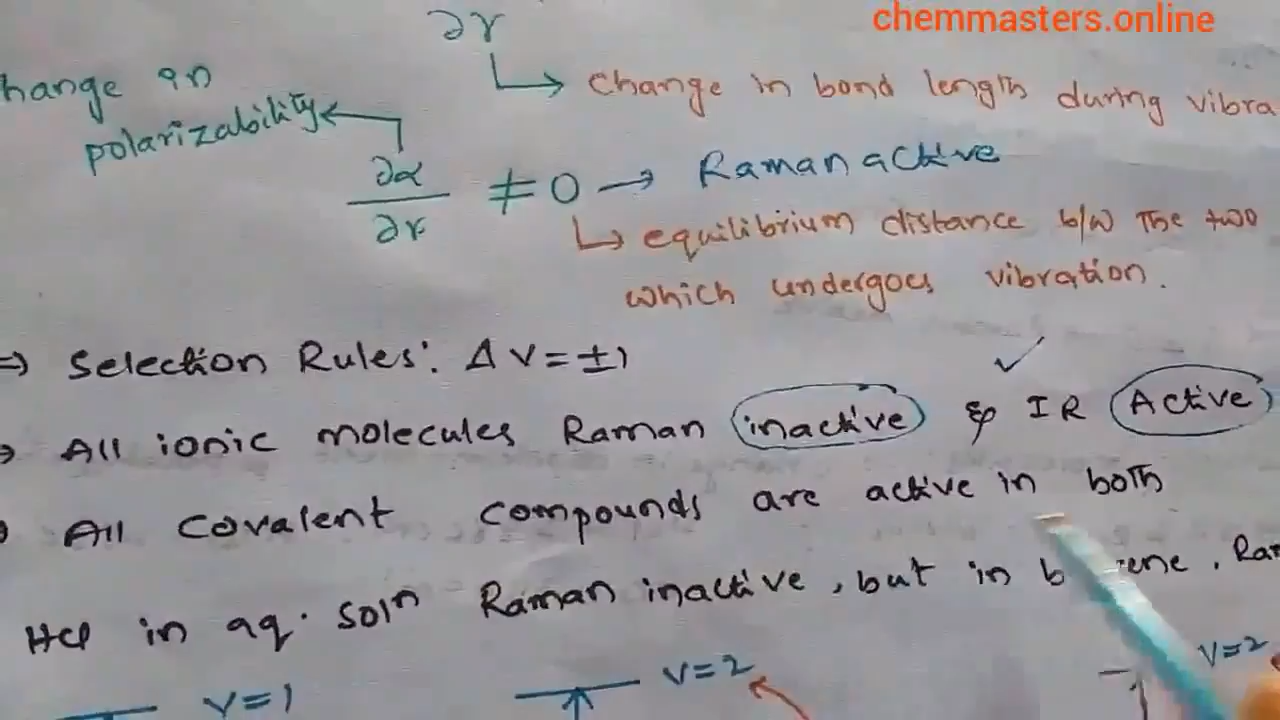 chemmasters.online
∂r
hange in
polarizability
Change in bond length during vibra
∂α/∂r ≠ 0 → Raman active
equilibrium distance b/w The two
which undergoes vibration.
⇒ Selection Rules: Δv=±1
All ionic molecules Raman inactive & IR Active
All covalent compounds are active in both
in aq. soln Raman inactive, but in , Ra
v=1
v=2
v=2